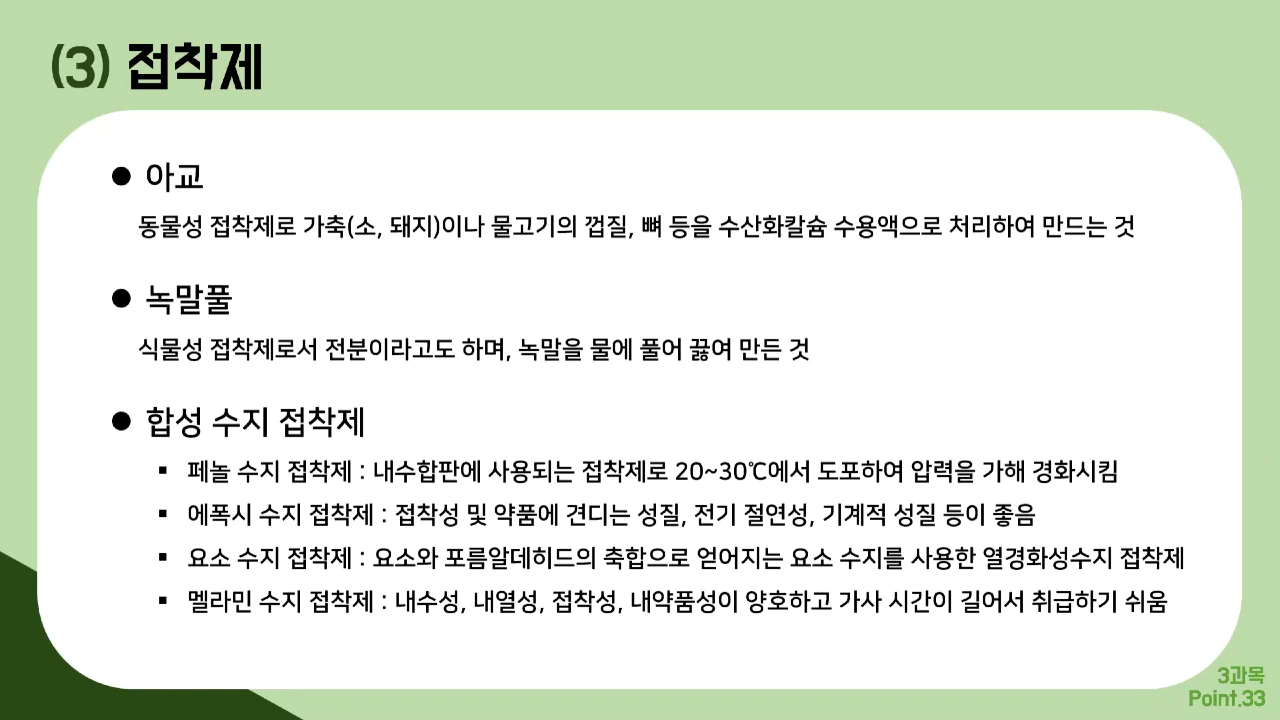 (3) 접착제
● 아교
동물성 접착제로 가축(소, 돼지)이나 물고기의 껍질, 뼈 등을 수산화칼슘 수용액으로 처리하여 만드는 것
● 녹말풀
식물성 접착제로서 전분이라고도 하며, 녹말을 물에 풀어 끓여 만든 것
● 합성 수지 접착제
▪ 페놀 수지 접착제 : 내수합판에 사용되는 접착제로 20~30℃에서 도포하여 압력을 가해 경화시킴
▪ 에폭시 수지 접착제 : 접착성 및 약품에 견디는 성질, 전기 절연성, 기계적 성질 등이 좋음
▪ 요소 수지 접착제 : 요소와 포름알데히드의 축합으로 얻어지는 요소 수지를 사용한 열경화성수지 접착제
▪ 멜라민 수지 접착제 : 내수성, 내열성, 접착성, 내약품성이 양호하고 가사 시간이 길어서 취급하기 쉬움
3과목
Point.33